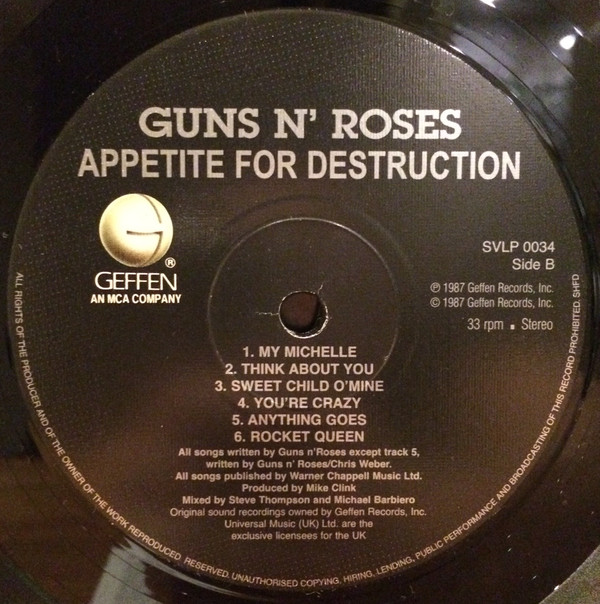 GUNS N' ROSES
APPETITE FOR DESTRUCTION
G
®
GEFFEN
AN MCA COMPANY
SVLP 0034
Side B
℗ 1987 Geffen Records, Inc.
© 1987 Geffen Records, Inc.
33 rpm ■ Stereo
1. MY MICHELLE
2. THINK ABOUT YOU
3. SWEET CHILD O'MINE
4. YOU'RE CRAZY
5. ANYTHING GOES
6. ROCKET QUEEN
All songs written by Guns n'Roses except track 5,
written by Guns n' Roses/Chris Weber.
All songs published by Warner Chappell Music Ltd.
Produced by Mike Clink
Mixed by Steve Thompson and Michael Barbiero
Original sound recordings owned by Geffen Records, Inc.
Universal Music (UK) Ltd. are the
exclusive licensees for the UK
ALL RIGHTS OF THE PRODUCER AND OF THE OWNER OF THE WORK REPRODUCED RESERVED. UNAUTHORISED COPYING, HIRING, LENDING, PUBLIC PERFORMANCE AND BROADCASTING OF THIS RECORD PROHIBITED. SHFD